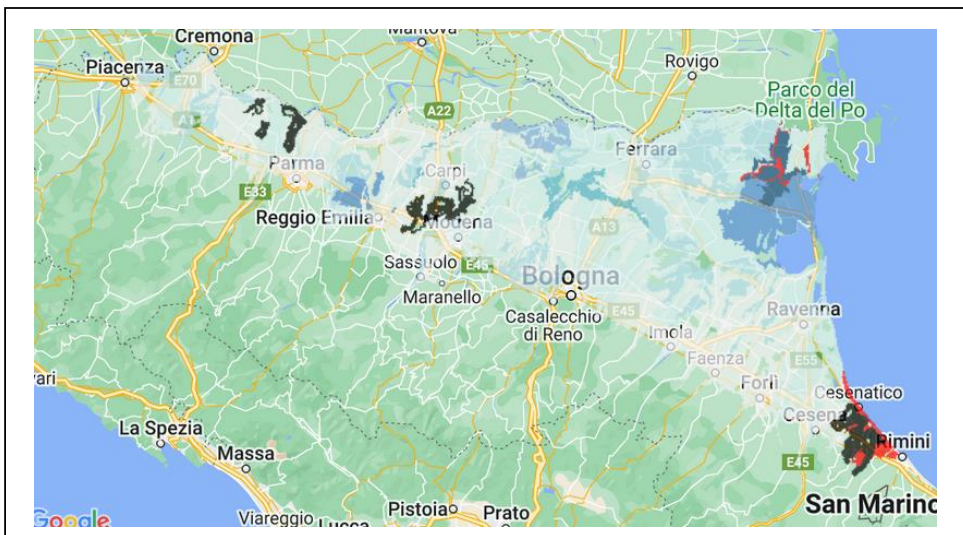 Cremona
Mantova
Piacenza
E70
Rovigo
Parco del
Delta del Po
A22
A1
Ferrara
Parma
Carpi
E33
Reggio Emilia
Modena
A13
Sassuolo
E45
Bologna
Maranello
Casalecchio
di Reno
E45
Ravenna
Imola
Faenza
E55
Forlì
Cesenatico
Cesena
La Spezia
Rimini
Massa
E45
San Marino
Pistoia
Prato
Viareggio
Lucca
Google